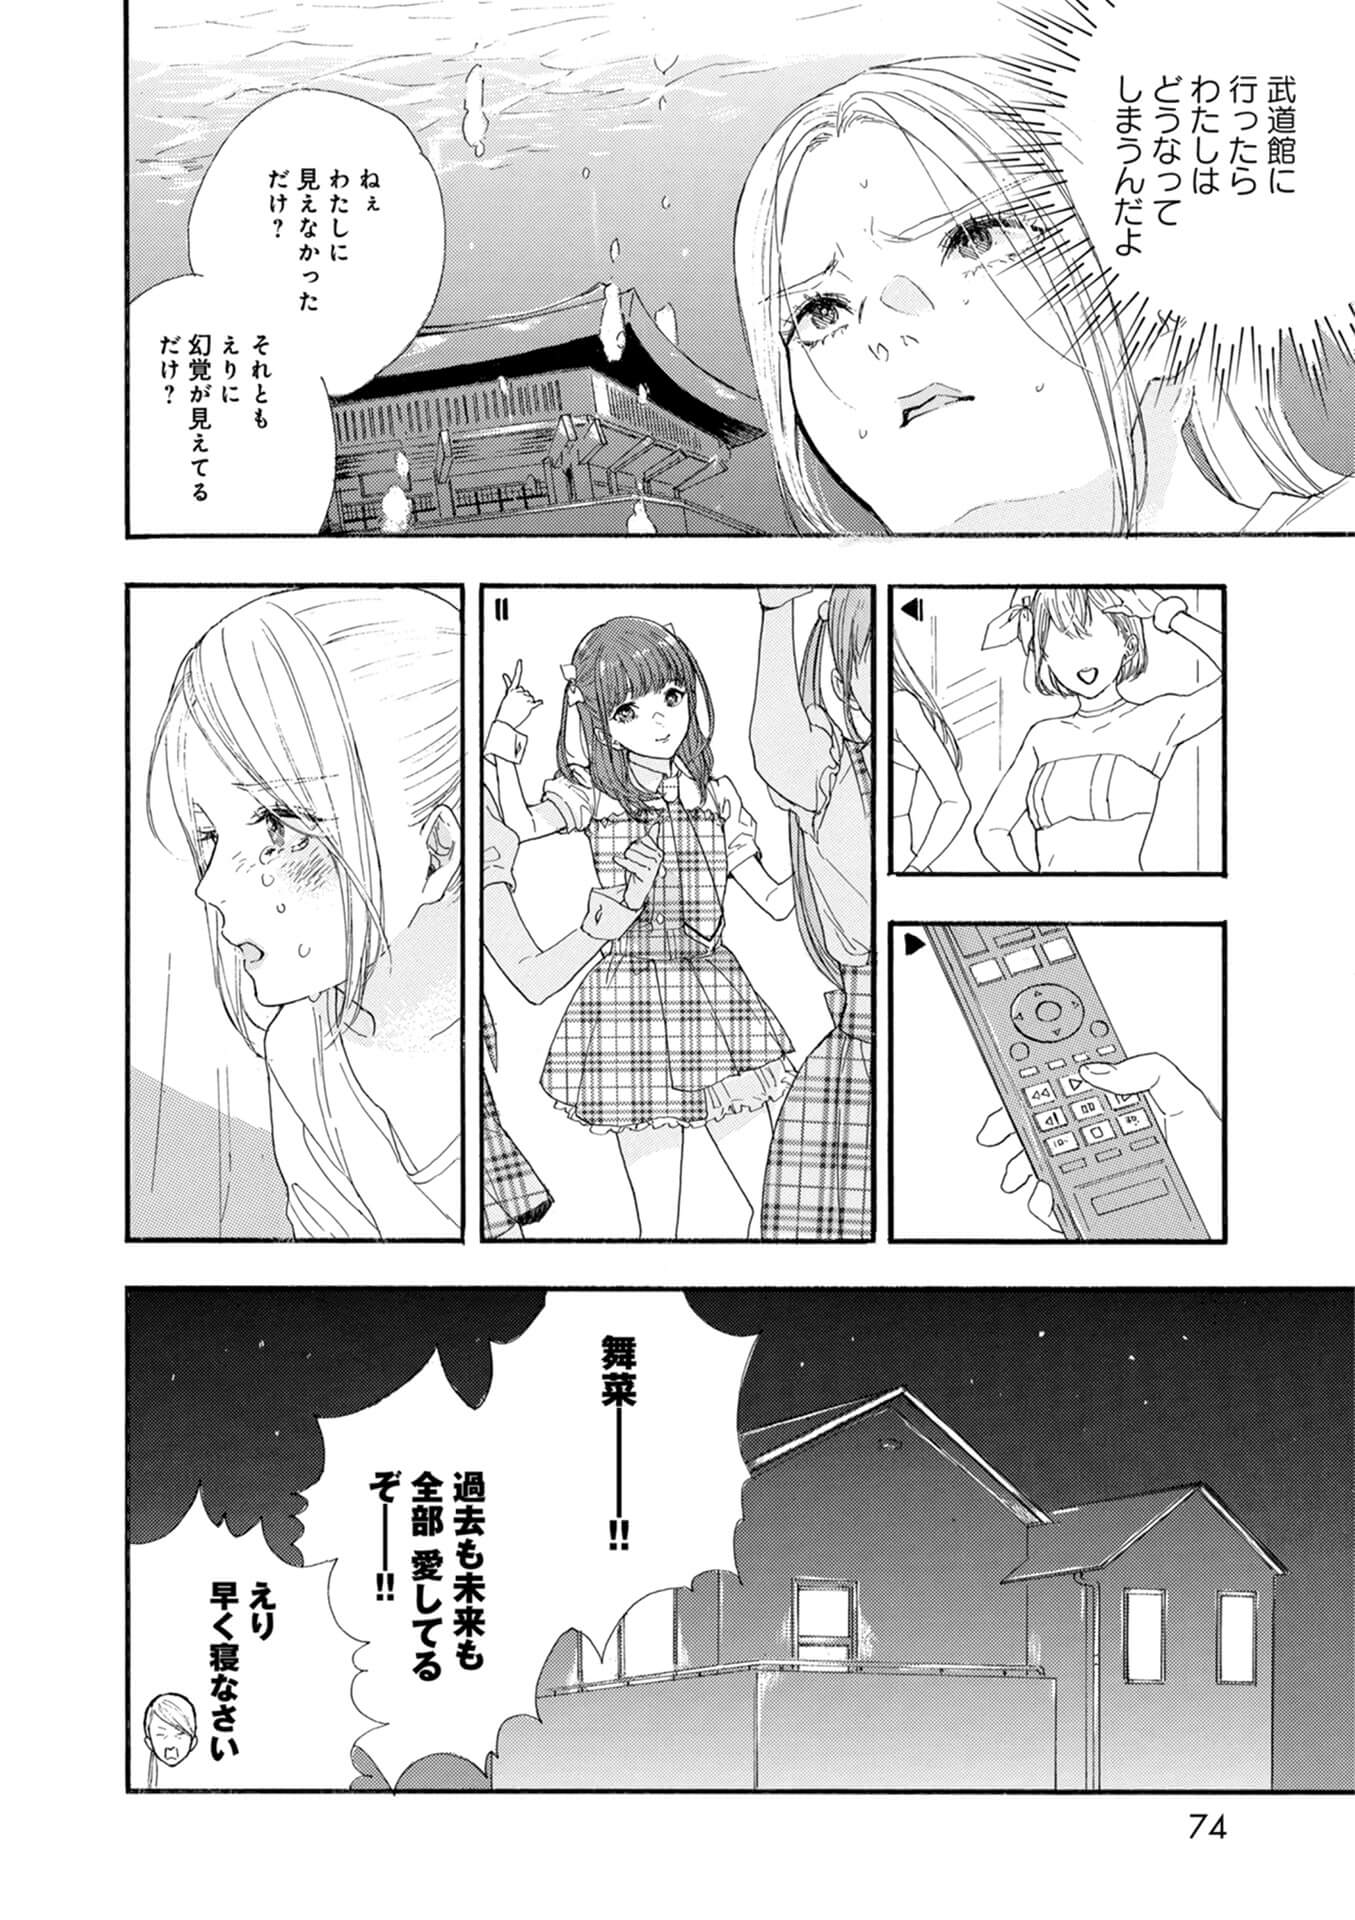 武道館に
行ったら
わたしは
どうなって
しまうんだよ
ねぇ
わたしに
見えなかった
だけ?
それとも
えりに
幻覚が見えてる
だけ?
舞菜――!!
過去も未来も
全部 愛してる
ぞ――!!
えり
早く寝なさい
74